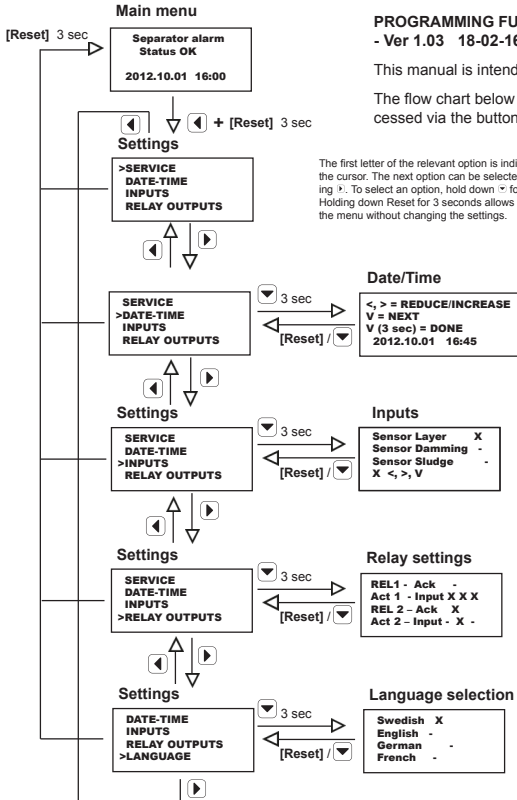 Main menu
[Reset] 3 sec
Separator alarm
Status OK
2012.10.01 16:00
+ [Reset] 3 sec
PROGRAMMING FU
- Ver 1.03 18-02-16
This manual is intend
The flow chart below
cessed via the button
The first letter of the relevant option is indi
the cursor. The next option can be selecte
ing . To select an option, hold down fo
Holding down Reset for 3 seconds allows
the menu without changing the settings.
Settings
>SERVICE
DATE-TIME
INPUTS
RELAY OUTPUTS
SERVICE
>DATE-TIME
INPUTS
RELAY OUTPUTS
3 sec
[Reset] /
Date/Time
<, > = REDUCE/INCREASE
V = NEXT
V (3 sec) = DONE
2012.10.01 16:45
Settings
SERVICE
DATE-TIME
>INPUTS
RELAY OUTPUTS
3 sec
[Reset] /
Inputs
Sensor Layer X
Sensor Damming -
Sensor Sludge -
X <, >, V
Settings
SERVICE
DATE-TIME
INPUTS
>RELAY OUTPUTS
3 sec
[Reset] /
Relay settings
REL1 - Ack -
Act 1 - Input X X X
REL 2 – Ack X
Act 2 – Input - X -
Settings
DATE-TIME
INPUTS
RELAY OUTPUTS
>LANGUAGE
3 sec
[Reset] /
Language selection
Swedish X
English -
German -
French -